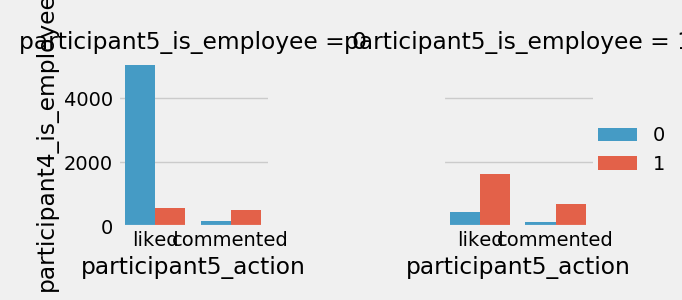 participant5_is_employee = 0
participant5_is_employee = 1
participant4_is_employee
4000
2000
0
liked
commented
liked
commented
participant5_action
participant5_action
0
1